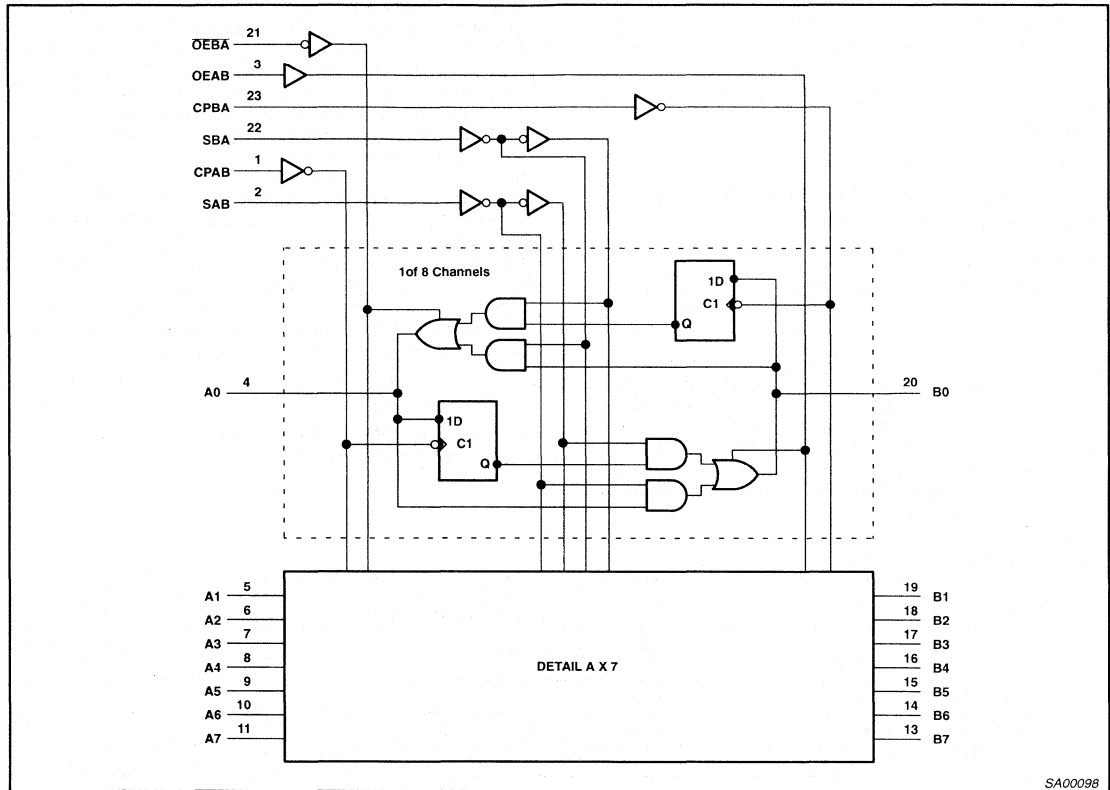 OEBA 21
OEAB 3
CPBA 23
SBA 22
CPAB 1
SAB 2
1of 8 Channels
1D
C1
Q
A0 4
20 B0
1D
C1
Q
A1 5
A2 6
A3 7
A4 8
A5 9
A6 10
A7 11
DETAIL A X 7
19 B1
18 B2
17 B3
16 B4
15 B5
14 B6
13 B7
SA00098